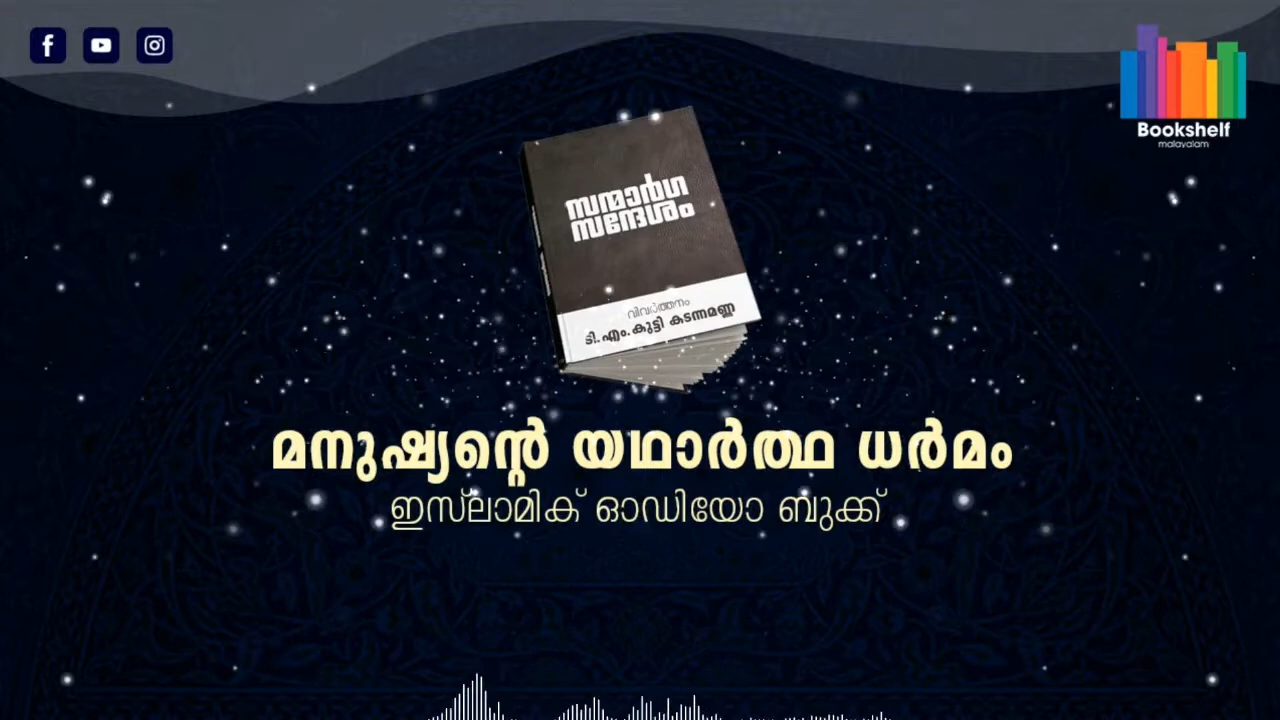 Bookshelf
malayalam
സന്മാർഗ
സന്ദേശം
വിവർത്തനം
ടി.എം.കുട്ടി കടന്നമണ്ണ
മനുഷ്യന്റെ യഥാർത്ഥ ധർമം
ഇസ്‌ലാമിക് ഓഡിയോ ബുക്ക്